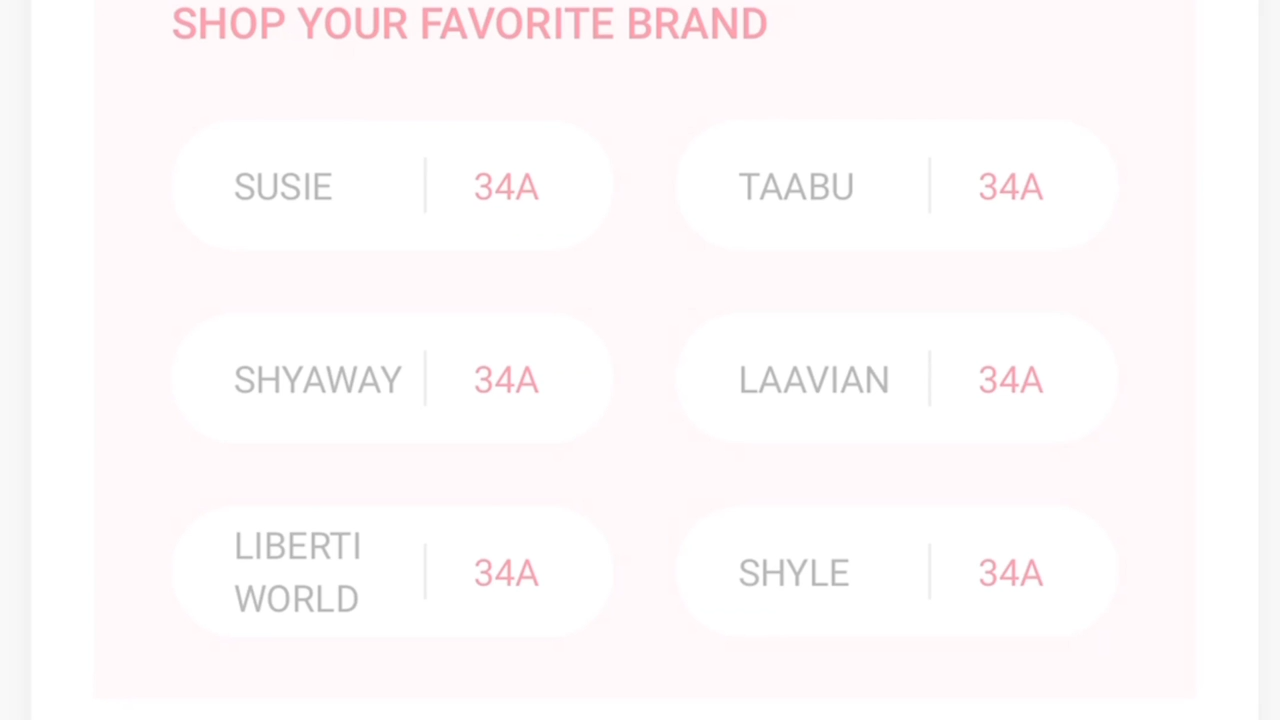 SHOP YOUR FAVORITE BRAND
SUSIE 34A
TAABU 34A
SHYAWAY 34A
LAAVIAN 34A
LIBERTI
WORLD 34A
SHYLE 34A